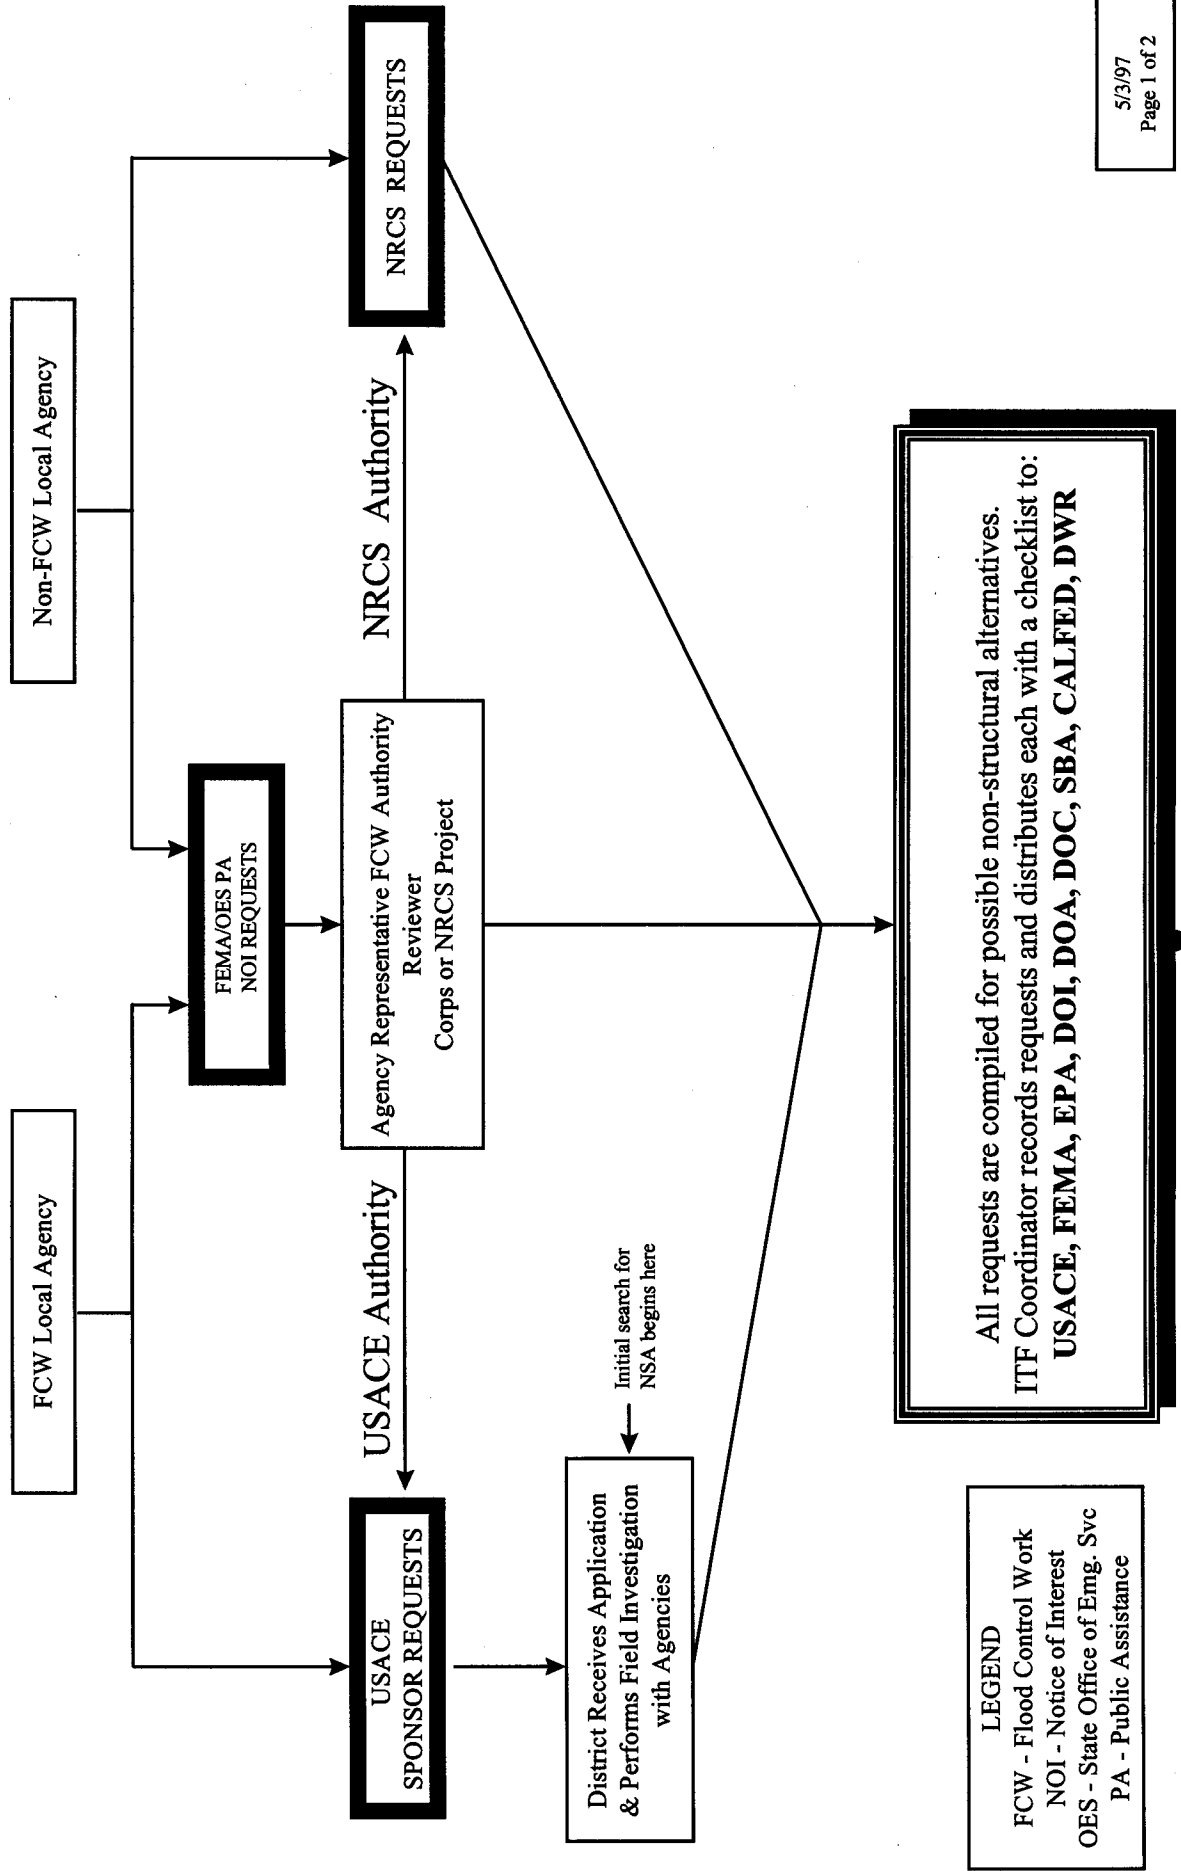 FCW Local Agency
Non-FCW Local Agency
FEMA/OES PA
NOI REQUESTS
USACE
SPONSOR REQUESTS
USACE Authority
Agency Representative FCW Authority
Reviewer
Corps or NRCS Project
NRCS Authority
NRCS REQUESTS
District Receives Application
& Performs Field Investigation
with Agencies
Initial search for
NSA begins here
All requests are compiled for possible non-structural alternatives.
ITF Coordinator records requests and distributes each with a checklist to:
USACE, FEMA, EPA, DOI, DOA, DOC, SBA, CALFED, DWR
LEGEND
FCW - Flood Control Work
NOI - Notice of Interest
OES - State Office of Emg. Svc
PA - Public Assistance
5/3/97
Page 1 of 2